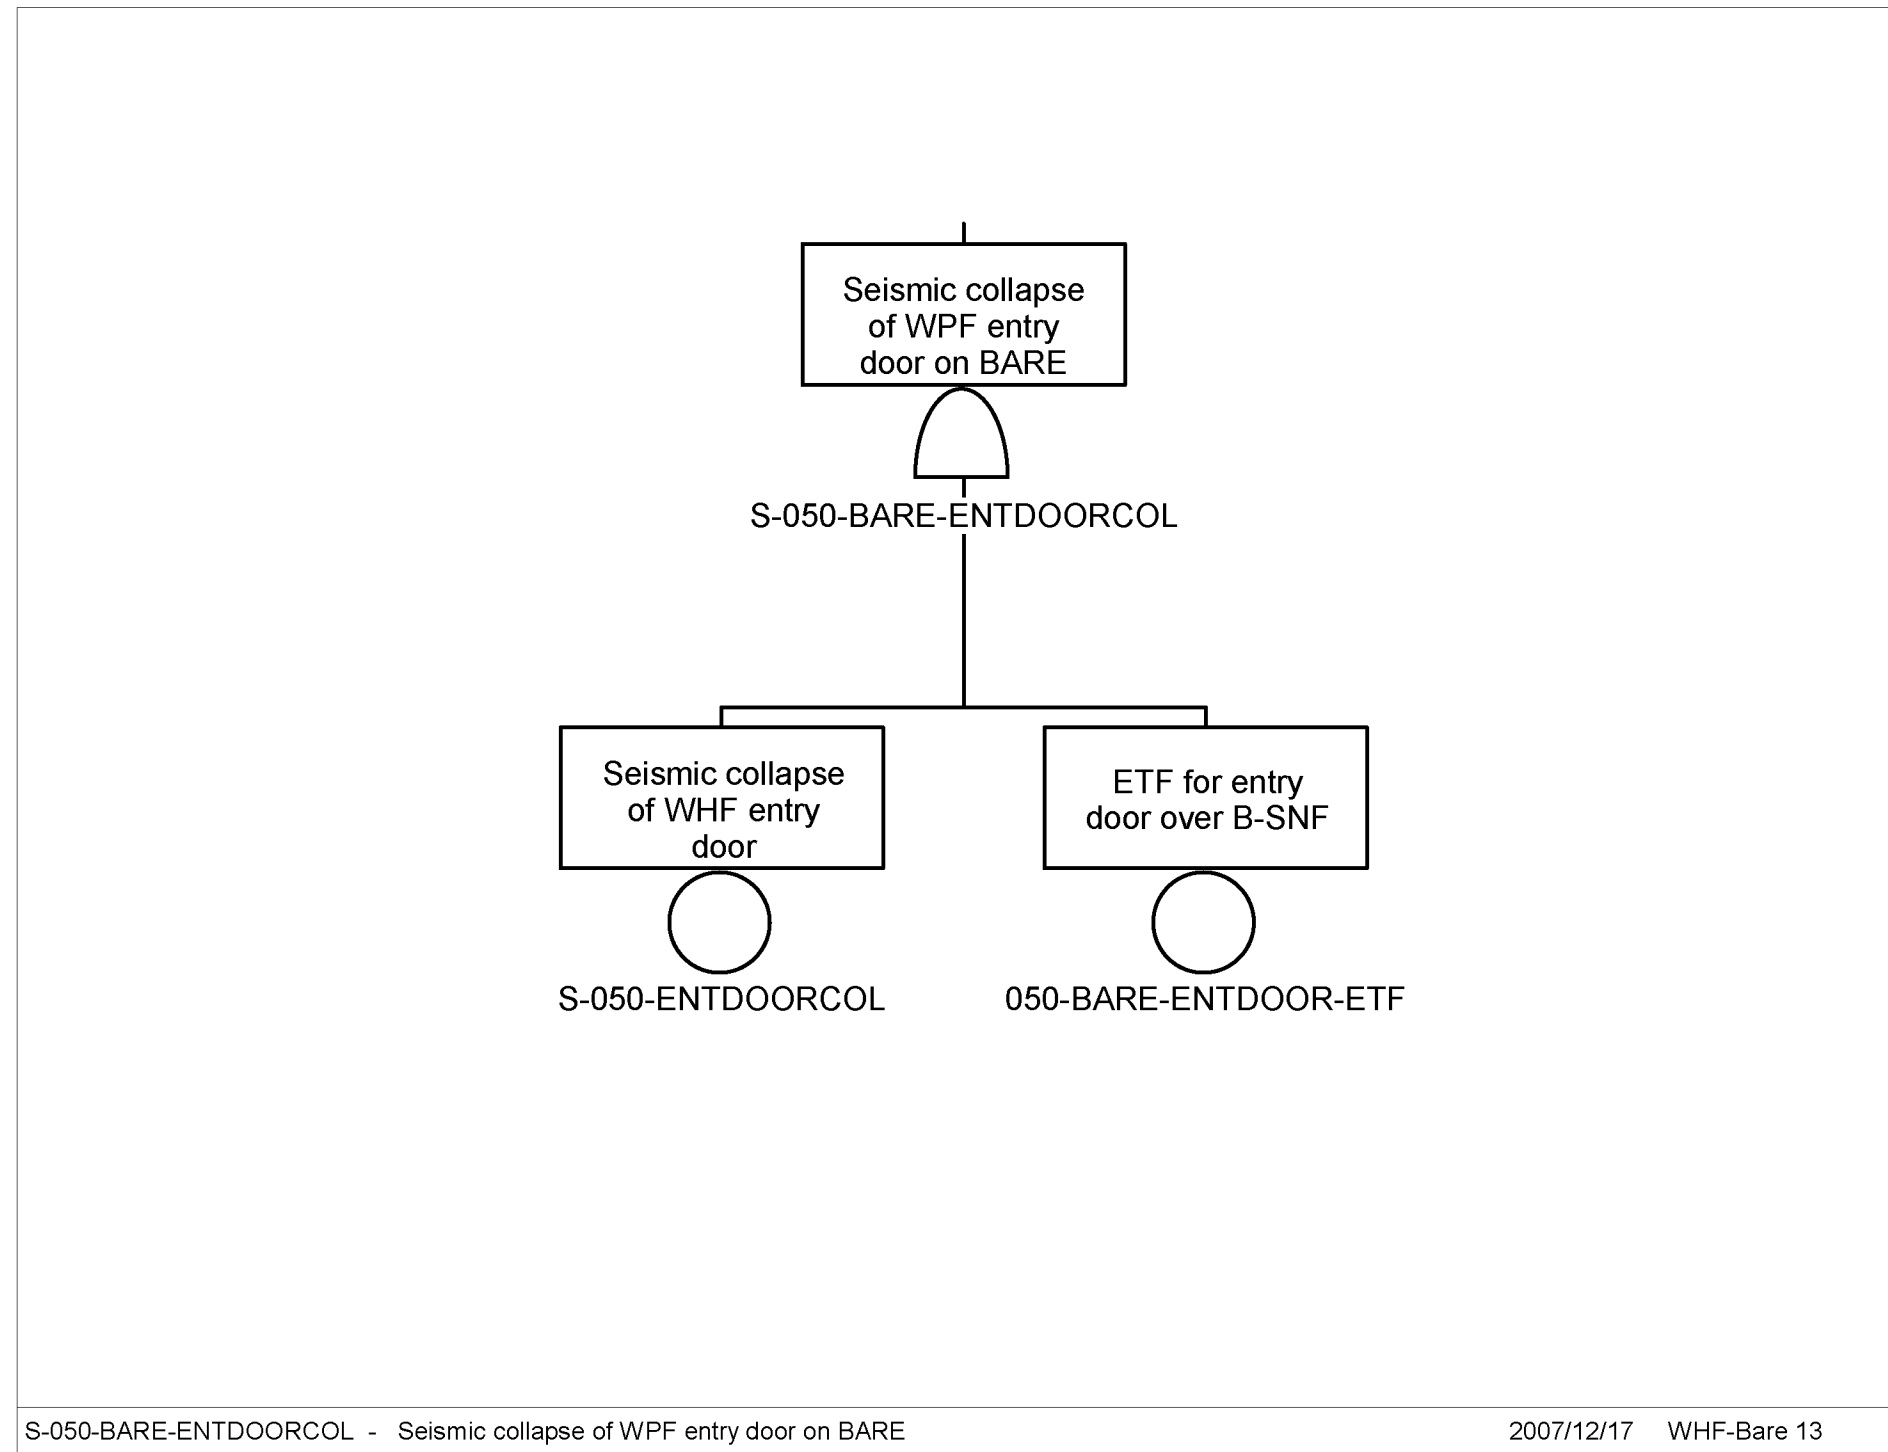 Seismic collapse
of WPF entry
door on BARE
S-050-BARE-ENTDOORCOL
Seismic collapse
of WHF entry
door
S-050-ENTDOORCOL
ETF for entry
door over B-SNF
050-BARE-ENTDOOR-ETF
S-050-BARE-ENTDOORCOL - Seismic collapse of WPF entry door on BARE
2007/12/17 WHF-Bare 13